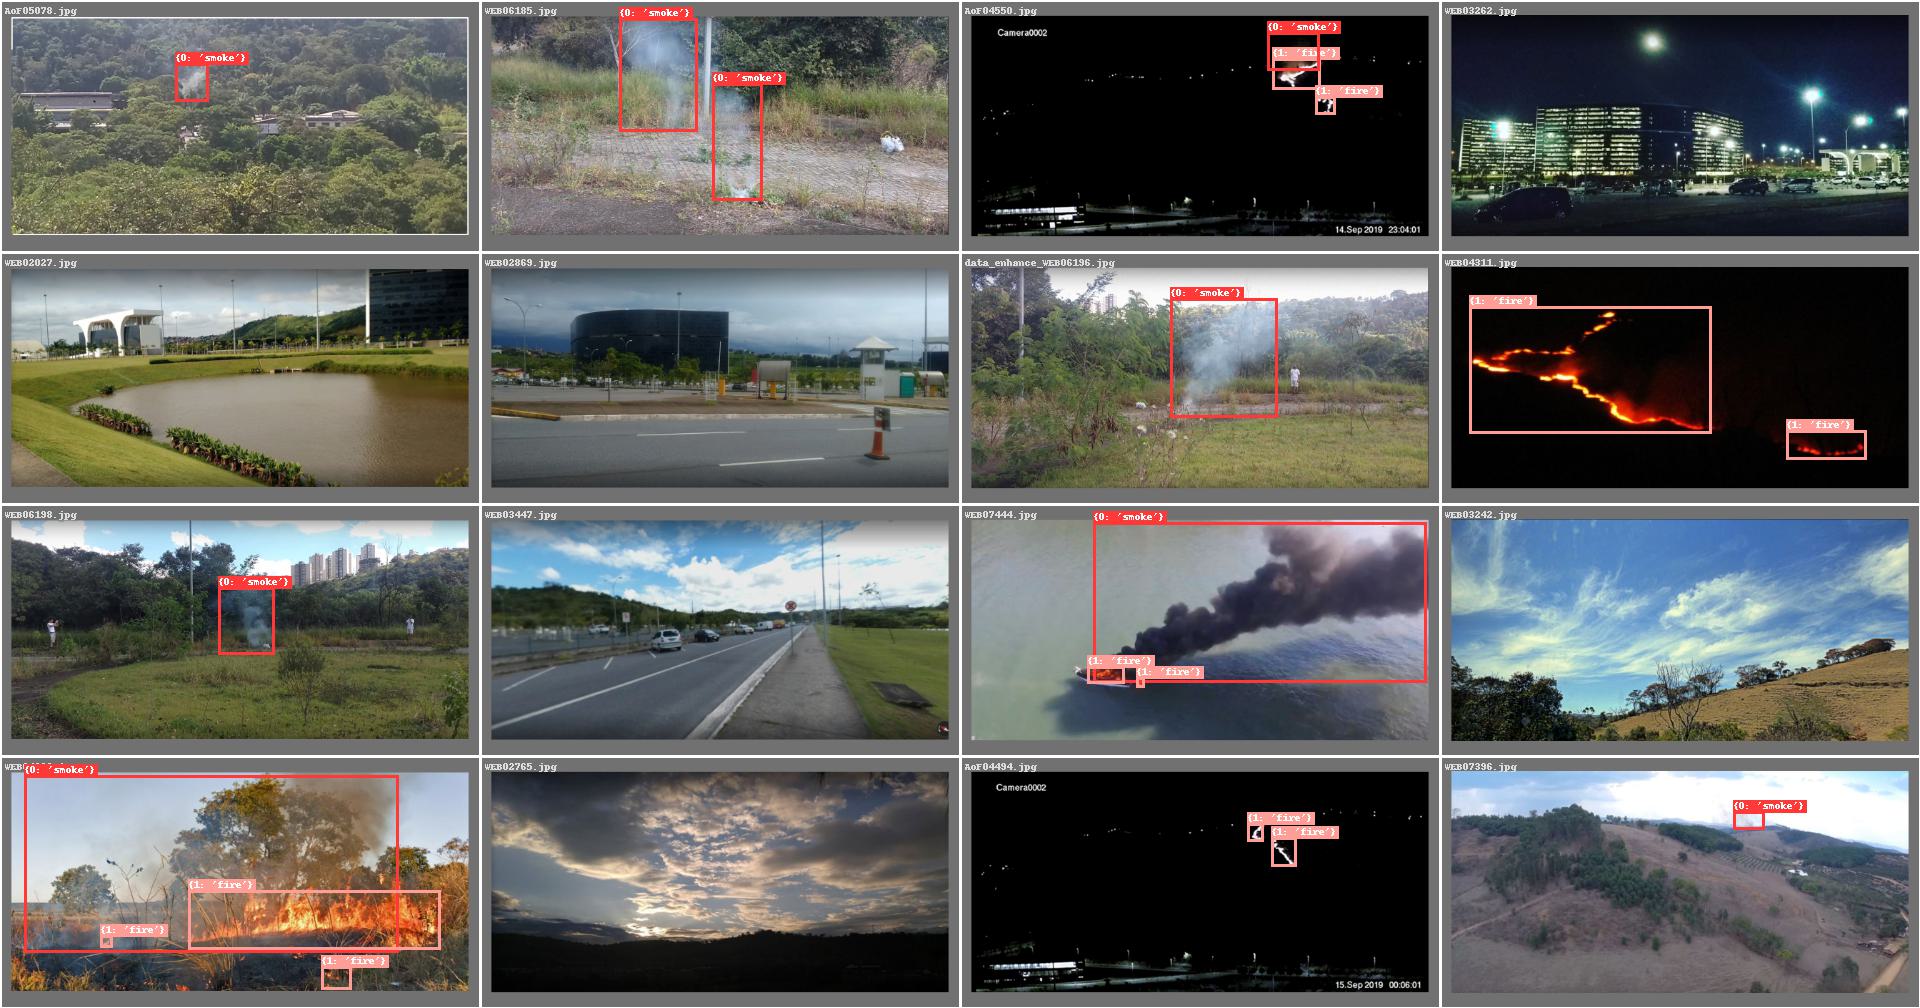 AoF05078.jpg
{0: 'smoke'}
WEB06185.jpg
{0: 'smoke'}
{0: 'smoke'}
AoF04550.jpg
Camera0002
{0: 'smoke'}
{1: 'fire'}
{1: 'fire'}
14.Sep 2019 23:04:01
WEB03262.jpg
WEB02027.jpg
WEB02869.jpg
data_enhance_WEB06196.jpg
{0: 'smoke'}
WEB04311.jpg
{1: 'fire'}
{1: 'fire'}
WEB06198.jpg
{0: 'smoke'}
WEB03447.jpg
WEB07444.jpg
{0: 'smoke'}
{1: 'fire'}
{1: 'fire'}
WEB03242.jpg
{0: 'smoke'}
{1: 'fire'}
{1: 'fire'}
{1: 'fire'}
WEB02765.jpg
AoF04494.jpg
Camera0002
{1: 'fire'}
{1: 'fire'}
15.Sep 2019 00:06:01
WEB07396.jpg
{0: 'smoke'}